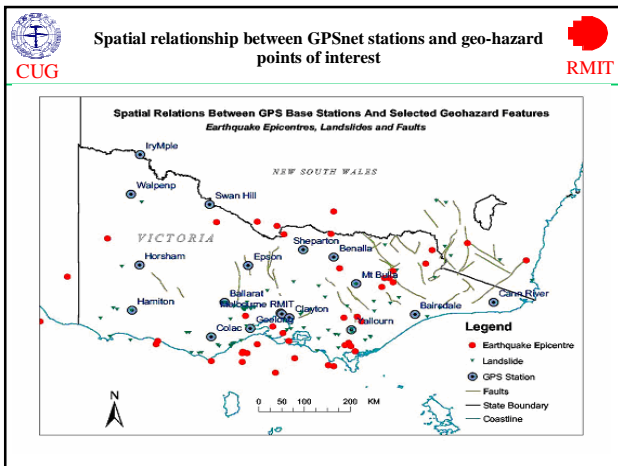 Spatial relationship between GPSnet stations and geo-hazard
points of interest
CUG
RMIT
Spatial Relations Between GPS Base Stations And Selected Geohazard Features
Earthquake Epicentres, Landslides and Faults
IryMple
NEW SOUTH WALES
Walpenp
Swan Hill
VICTORIA
Sheparton
Benalla
Horsham
Epson
Mt Bulla
Ballarat
Cann River
Melbourne RMIT
Hamilton
Clayton
Bairsdale
Geelong
Yallourn
Colac
Legend
Earthquake Epicentre
Landslide
GPS Station
Faults
State Boundary
Coastline
N
0 50 100 200 KM